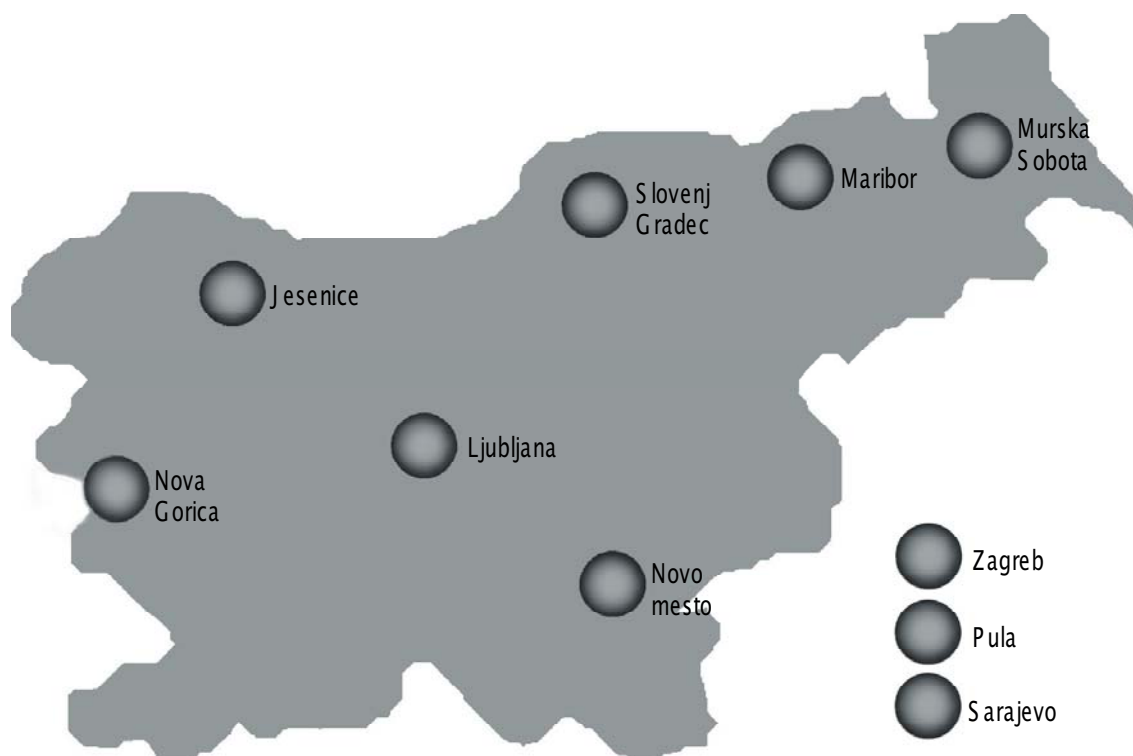 Murska
Sobota
Maribor
Slovenj
Gradec
Jesenice
Ljubljana
Nova
Gorica
Novo
mesto
Zagreb
Pula
Sarajevo